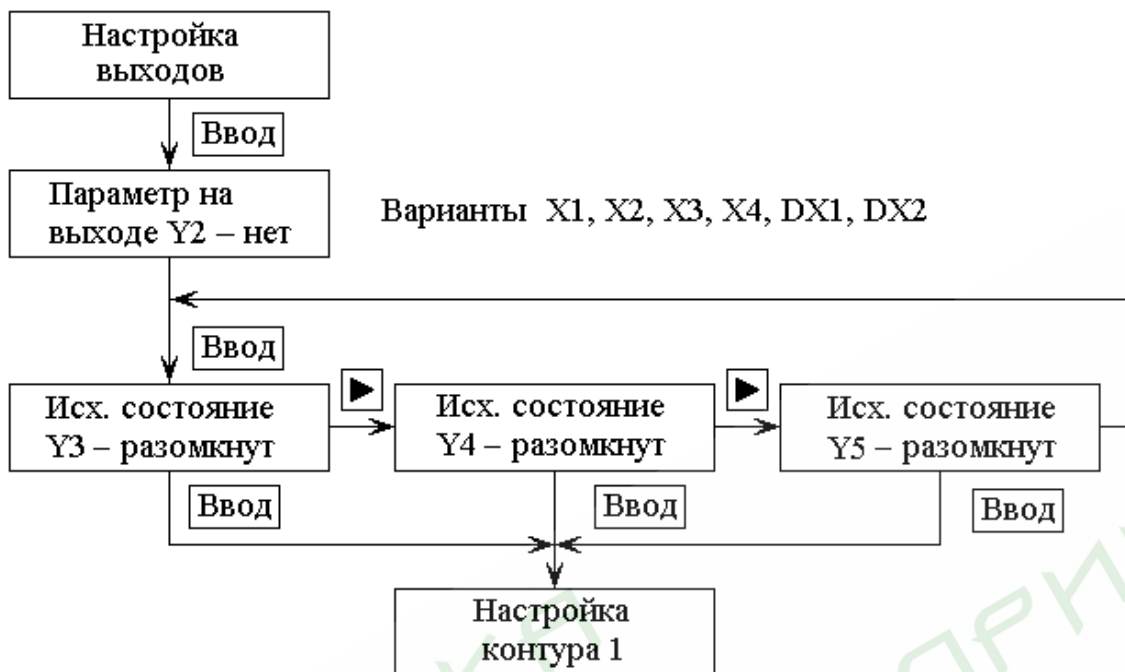 Настройка
выходов
Ввод
Параметр на
выходе Y2 – нет
Варианты X1, X2, X3, X4, DX1, DX2
Ввод
Исх. состояние
Y3 – разомкнут
Исх. состояние
Y4 – разомкнут
Исх. состояние
Y5 – разомкнут
Ввод
Ввод
Ввод
Настройка
контура 1